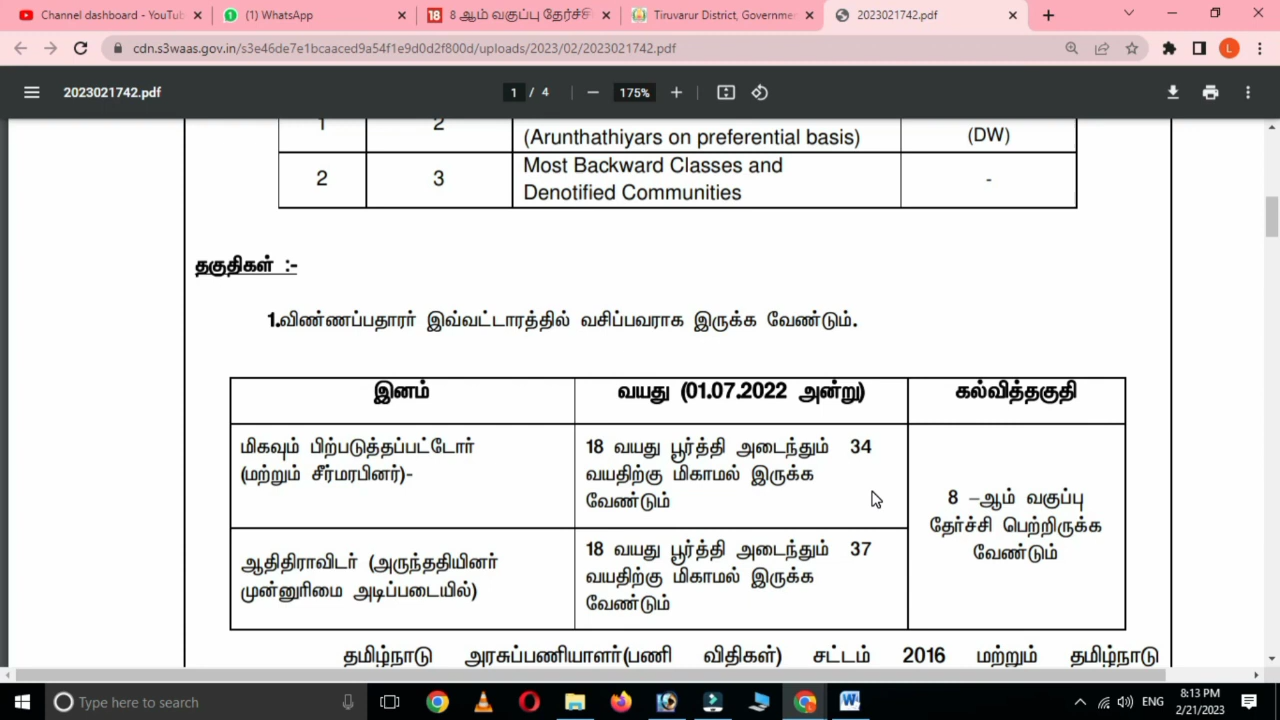 Channel dashboard - YouTu
(1) WhatsApp
18 8 ஆம் வகுப்பு தேர்ச்சி
Tiruvarur District, Governme
2023021742.pdf
cdn.s3waas.gov.in/s3e46de7e1bcaaced9a54f1e9d0d2f800d/uploads/2023/02/2023021742.pdf
L
2023021742.pdf
1 / 4
175%
1 2 (Arunthathiyars on preferential basis) (DW)
2 3 Most Backward Classes and -
Denotified Communities
தகுதிகள் :-
1.விண்ணப்பதாரர் இவ்வட்டாரத்தில் வசிப்பவராக இருக்க வேண்டும்.
இனம் வயது (01.07.2022 அன்று) கல்வித்தகுதி
மிகவும் பிற்படுத்தப்பட்டோர்
(மற்றும் சீர்மரபினர்)-
18 வயது பூர்த்தி அடைந்தும் 34
வயதிற்கு மிகாமல் இருக்க
வேண்டும்
8 –ஆம் வகுப்பு
தேர்ச்சி பெற்றிருக்க
வேண்டும்
ஆதிதிராவிடர் (அருந்ததியினர்
முன்னுரிமை அடிப்படையில்)
18 வயது பூர்த்தி அடைந்தும் 37
வயதிற்கு மிகாமல் இருக்க
வேண்டும்
தமிழ்நாடு அரசுப்பணியாளர்(பணி விதிகள்) சட்டம் 2016 மற்றும் தமிழ்நாடு
Type here to search
ENG
8:13 PM
2/21/2023